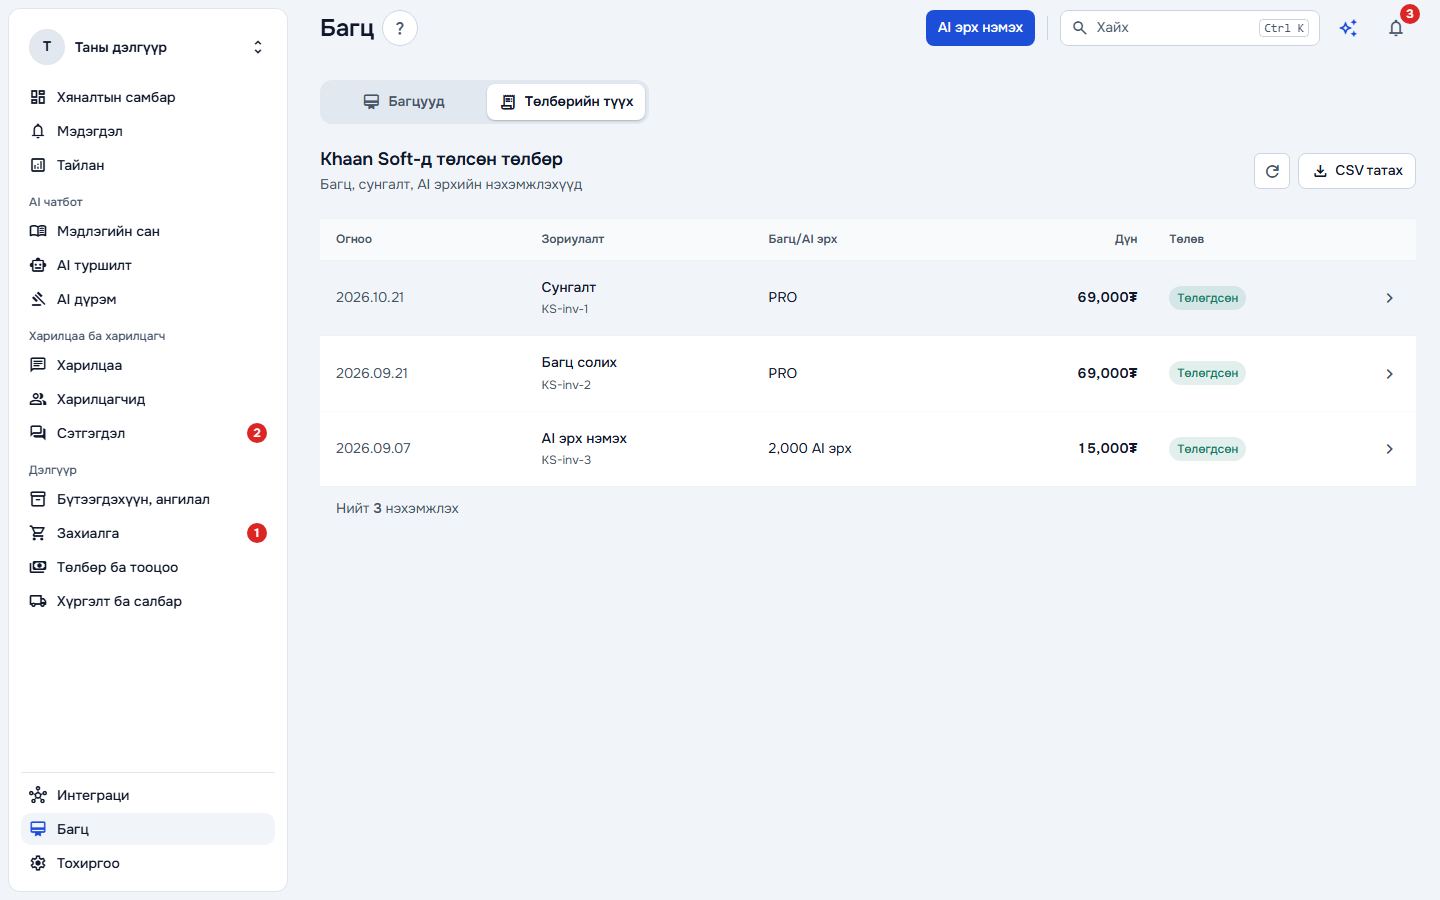 Т Таны дэлгүүр
Хяналтын самбар
Мэдэгдэл
Тайлан
AI чатбот
Мэдлэгийн сан
AI туршилт
AI дүрэм
Харилцаа ба харилцагч
Харилцаа
Харилцагчид
Сэтгэгдэл 2
Дэлгүүр
Бүтээгдэхүүн, ангилал
Захиалга 1
Төлбөр ба тооцоо
Хүргэлт ба салбар
Интеграци
Багц
Тохиргоо
Багц ? AI эрх нэмэх Хайх Ctrl K 3
Багцууд Төлбөрийн түүх
Khaan Soft-д төлсөн төлбөр
Багц, сунгалт, AI эрхийн нэхэмжлэхүүд
CSV татах
Огноо Зориулалт Багц/AI эрх Дүн Төлөв
2026.10.21 Сунгалт PRO 69,000₮ Төлөгдсөн
KS-inv-1
2026.09.21 Багц солих PRO 69,000₮ Төлөгдсөн
KS-inv-2
2026.09.07 AI эрх нэмэх 2,000 AI эрх 15,000₮ Төлөгдсөн
KS-inv-3
Нийт 3 нэхэмжлэх